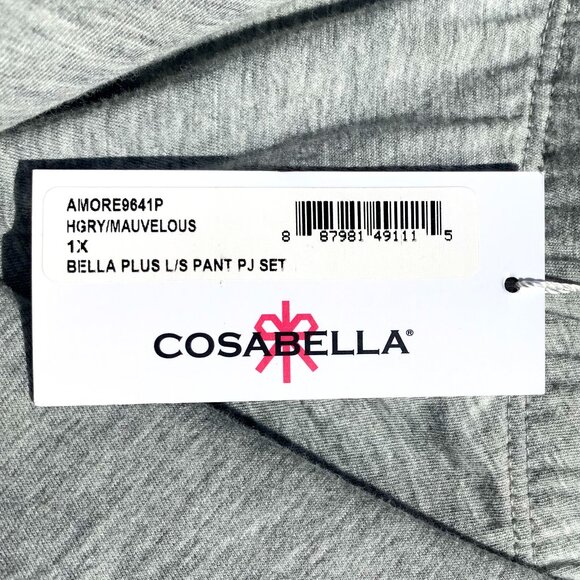 AMORE9641P
HGRY/MAUVELOUS
1X
BELLA PLUS L/S PANT PJ SET
8 87981 49111 5
COSABELLA®